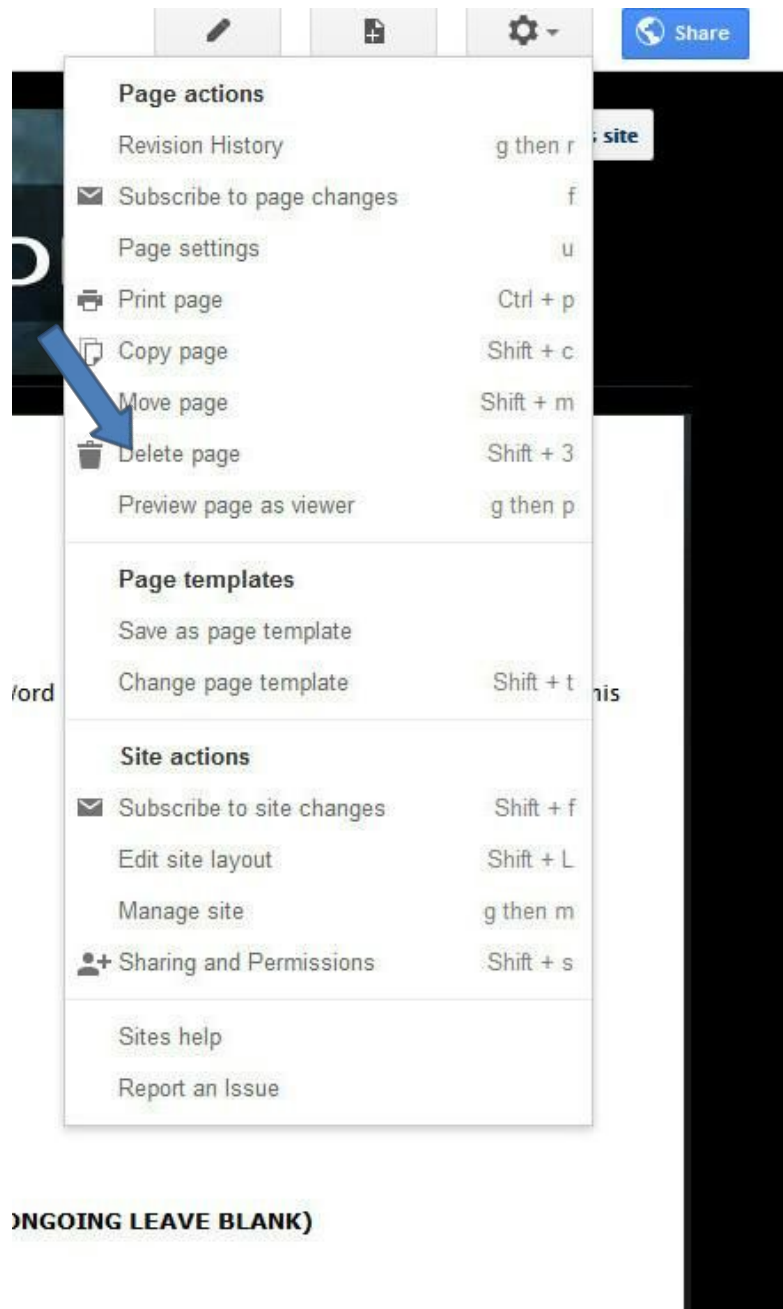 Share
Page actions
Revision History g then r
site
Subscribe to page changes f
Page settings u
Print page Ctrl + p
Copy page Shift + c
Move page Shift + m
Delete page Shift + 3
Preview page as viewer g then p
Page templates
Save as page template
Change page template Shift + t
Site actions
Subscribe to site changes Shift + f
Edit site layout Shift + L
Manage site g then m
Sharing and Permissions Shift + s
Sites help
Report an Issue
ONGOING LEAVE BLANK)